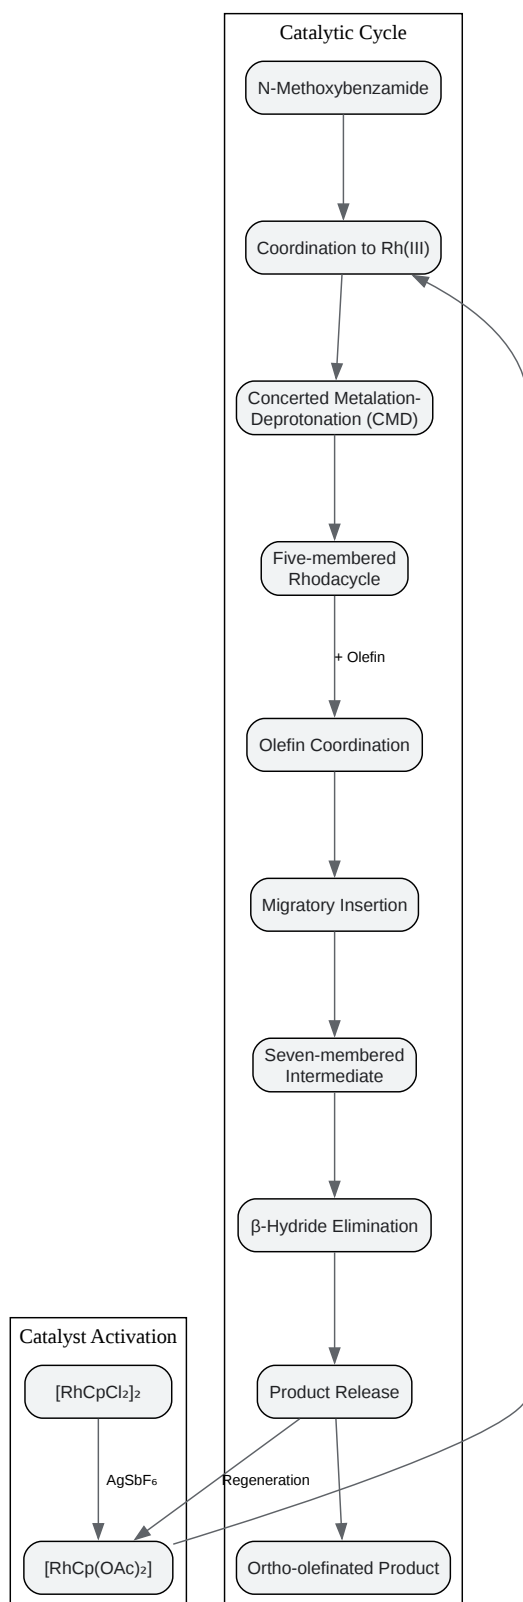 Catalytic Cycle
N-Methoxybenzamide
Coordination to Rh(III)
Concerted Metalation-
Deprotonation (CMD)
Five-membered
Rhodacycle
+ Olefin
Olefin Coordination
Migratory Insertion
Seven-membered
Intermediate
β-Hydride Elimination
Catalyst Activation
[RhCpCl₂]₂
Product Release
AgSbF₆
Regeneration
[RhCp(OAc)₂]
Ortho-olefinated Product